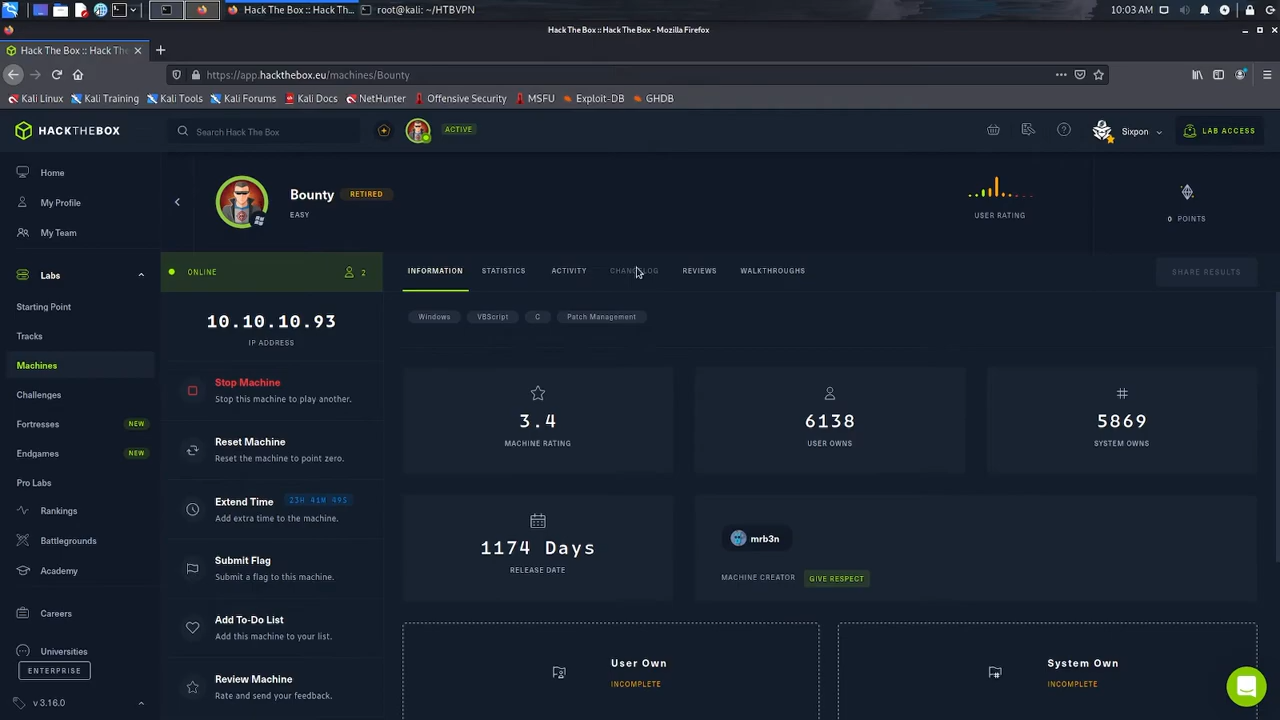 Hack The Box :: Hack Th...
root@kali: ~/HTBVPN
10:03 AM
Hack The Box :: Hack The Box - Mozilla Firefox
Hack The Box :: Hack The
https://app.hackthebox.eu/machines/Bounty
Kali Linux
Kali Training
Kali Tools
Kali Forums
Kali Docs
NetHunter
Offensive Security
MSFU
Exploit-DB
GHDB
HACKTHEBOX
Search Hack The Box
ACTIVE
Sixpon
LAB ACCESS
Home
My Profile
My Team
Labs
Starting Point
Tracks
Machines
Challenges
Fortresses NEW
Endgames NEW
Pro Labs
Rankings
Battlegrounds
Academy
Careers
Universities
ENTERPRISE
v 3.16.0
Bounty RETIRED
EASY
USER RATING
0 POINTS
ONLINE 2
10.10.10.93
IP ADDRESS
Stop Machine
Stop this machine to play another.
Reset Machine
Reset the machine to point zero.
Extend Time 23H 41M 49S
Add extra time to the machine.
Submit Flag
Submit a flag to this machine.
Add To-Do List
Add this machine to your list.
Review Machine
Rate and send your feedback.
INFORMATION
STATISTICS
ACTIVITY
CHANGELOG
REVIEWS
WALKTHROUGHS
SHARE RESULTS
Windows
VBScript
C
Patch Management
3.4
MACHINE RATING
6138
USER OWNS
5869
SYSTEM OWNS
1174 Days
RELEASE DATE
mrb3n
MACHINE CREATOR GIVE RESPECT
User Own
INCOMPLETE
System Own
INCOMPLETE